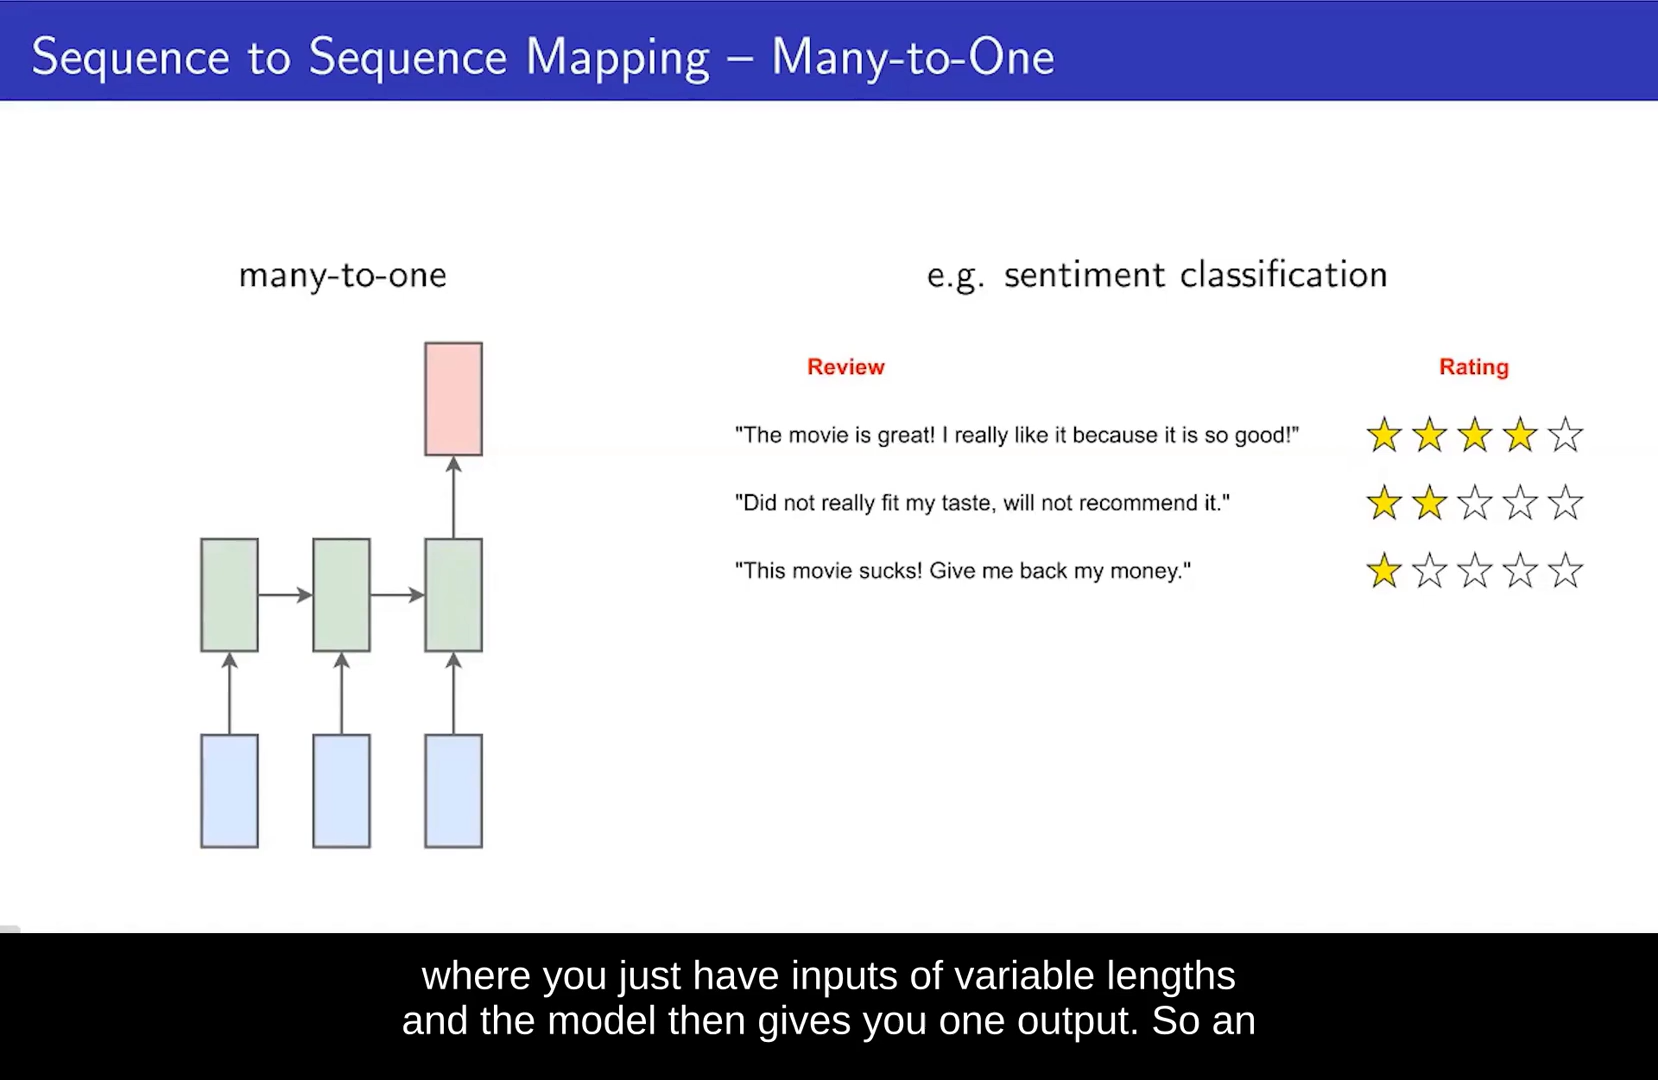 Sequence to Sequence Mapping – Many-to-One
many-to-one
e.g. sentiment classification
Review
Rating
"The movie is great! I really like it because it is so good!"
"Did not really fit my taste, will not recommend it."
"This movie sucks! Give me back my money."
where you just have inputs of variable lengths
and the model then gives you one output. So an